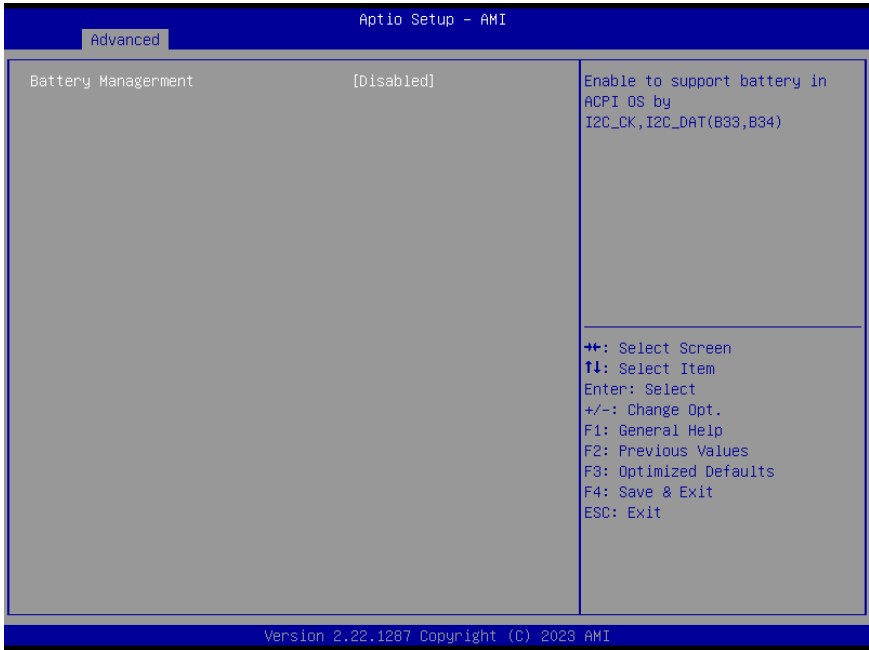 Aptio Setup – AMI
Advanced
Battery Managerment [Disabled]
Enable to support battery in
ACPI OS by
I2C_CK,I2C_DAT(B33,B34)
→←: Select Screen
↑↓: Select Item
Enter: Select
+/-: Change Opt.
F1: General Help
F2: Previous Values
F3: Optimized Defaults
F4: Save & Exit
ESC: Exit
Version 2.22.1287 Copyright (C) 2023 AMI